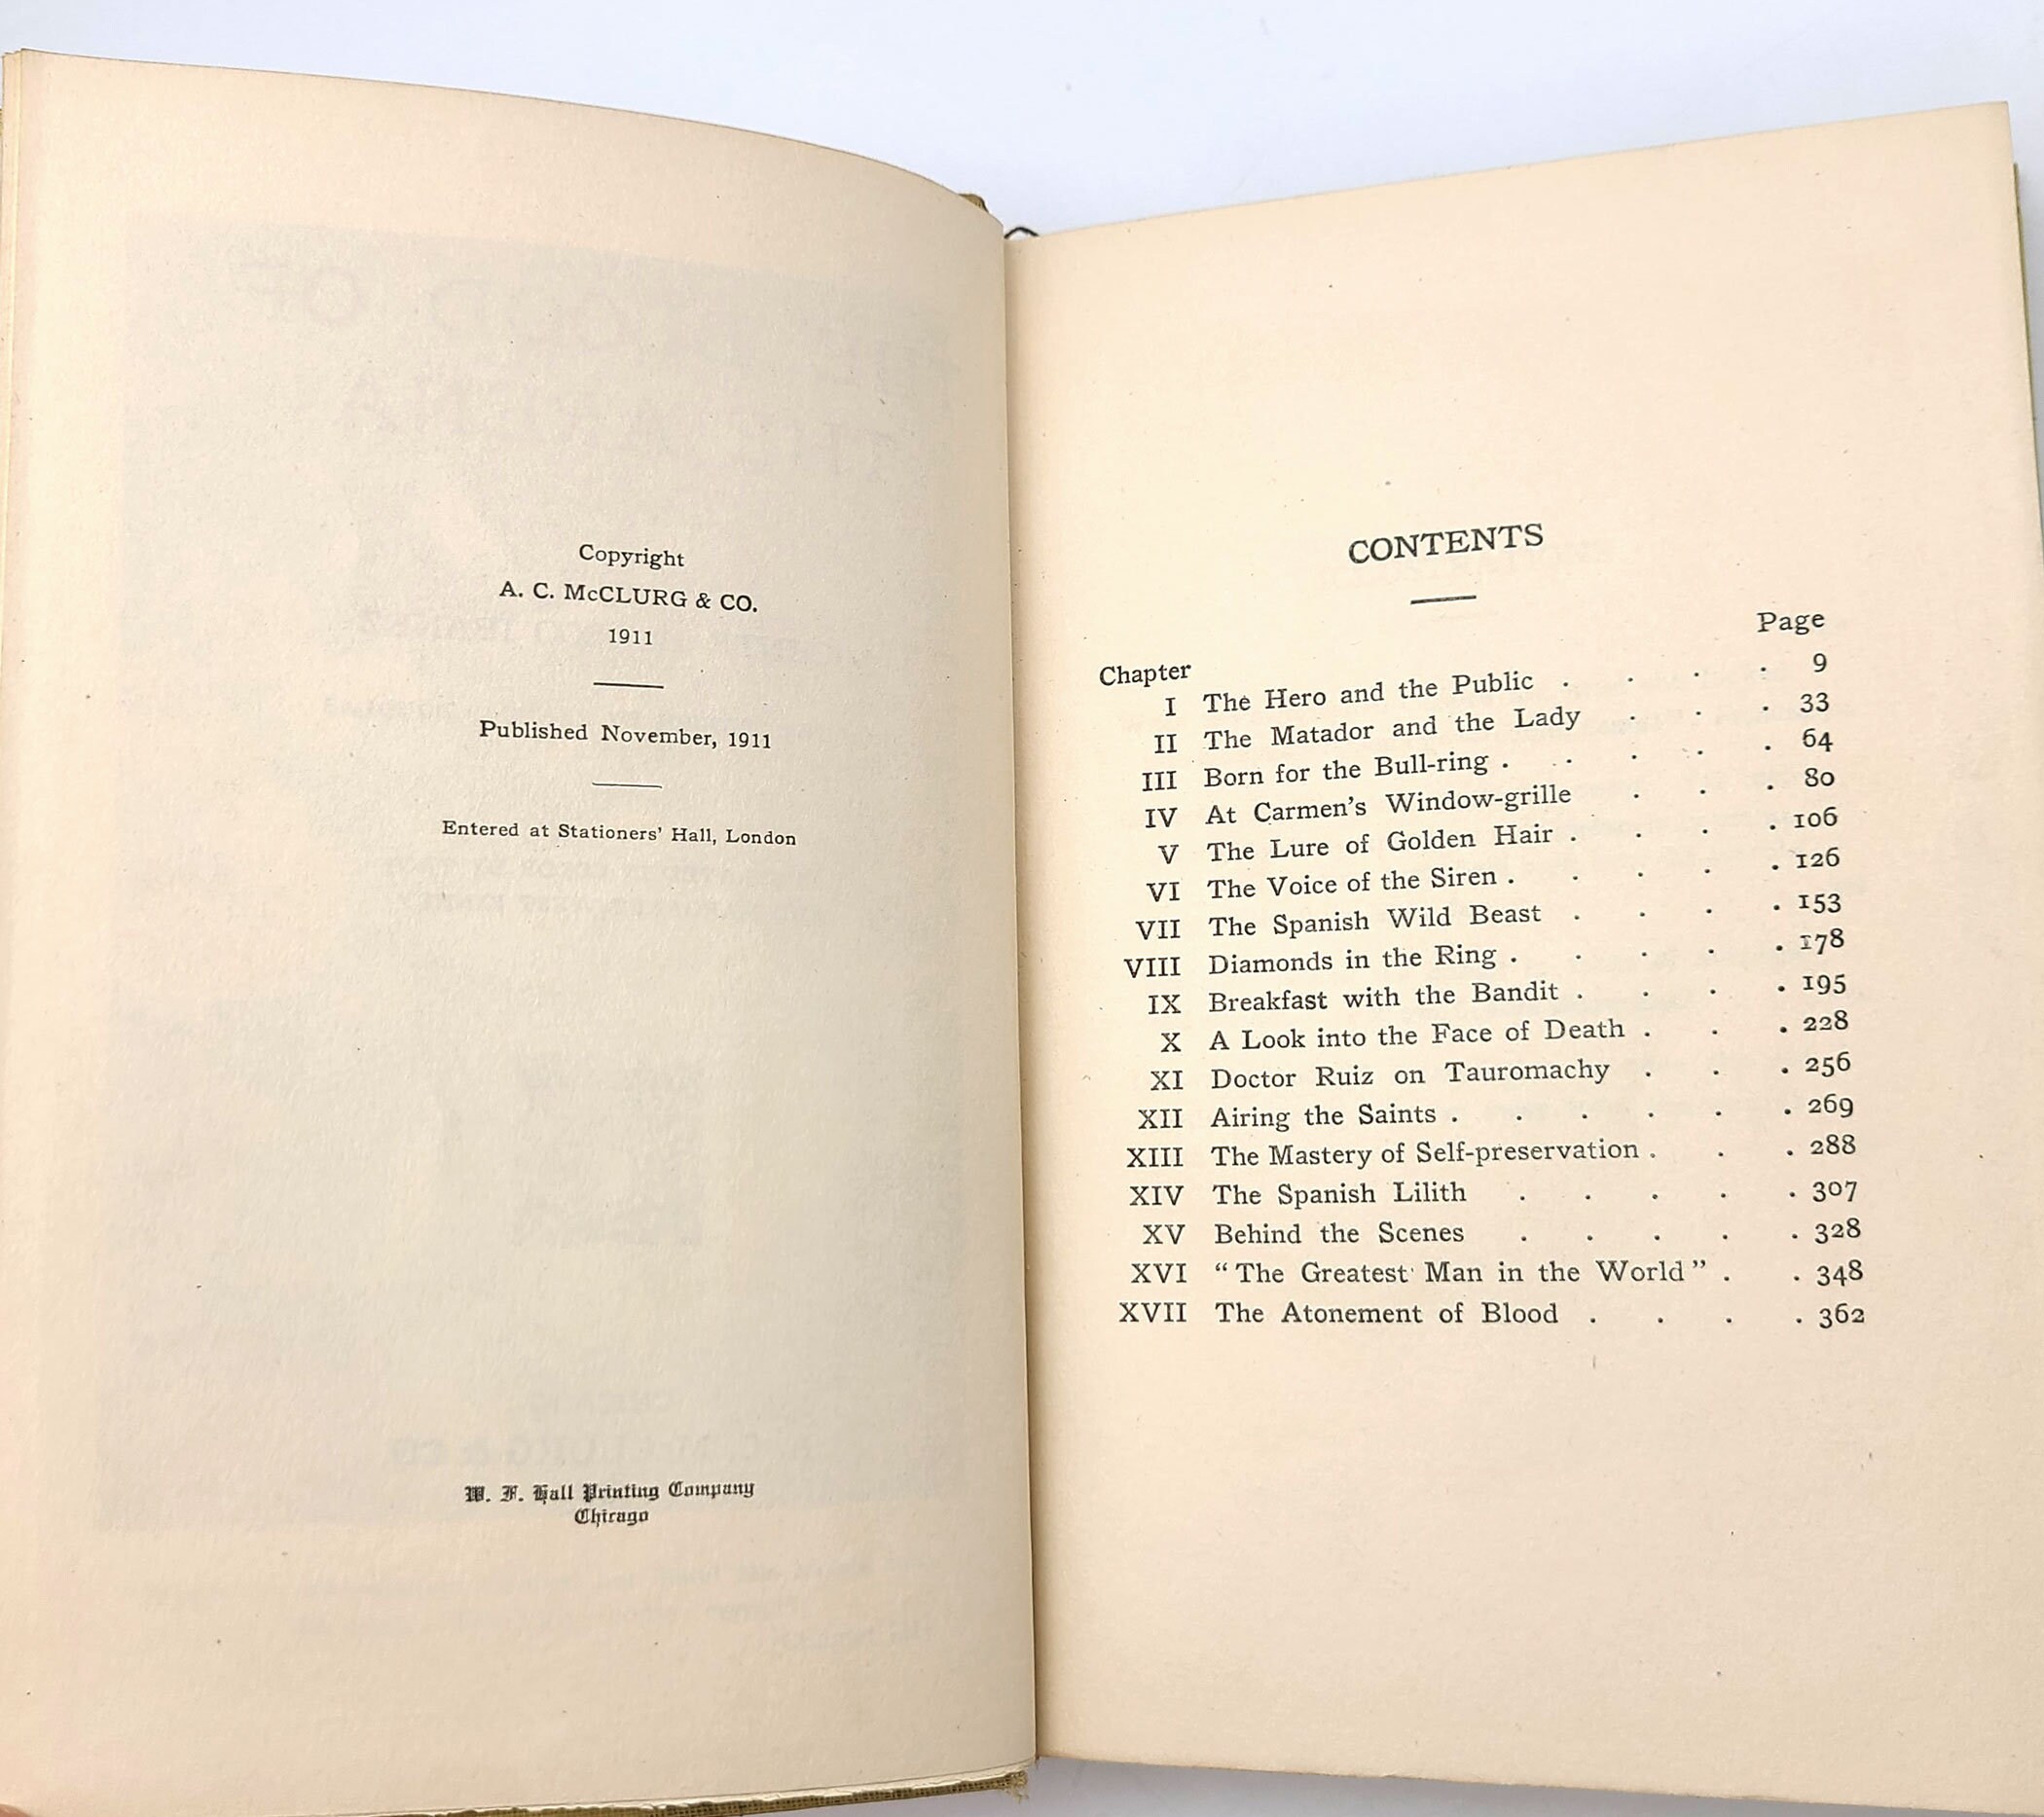 Copyright
A. C. McCLURG & CO.
1911
Published November, 1911
Entered at Stationers' Hall, London
W. F. Hall Printing Company
Chicago
CONTENTS
Chapter Page
I The Hero and the Public . . . . 9
II The Matador and the Lady . . . 33
III Born for the Bull-ring . . . . . 64
IV At Carmen's Window-grille . . . 80
V The Lure of Golden Hair . . . . 106
VI The Voice of the Siren . . . . . 126
VII The Spanish Wild Beast . . . . 153
VIII Diamonds in the Ring . . . . . 178
IX Breakfast with the Bandit . . . . 195
X A Look into the Face of Death . . . 228
XI Doctor Ruiz on Tauromachy . . . 256
XII Airing the Saints . . . . . . 269
XIII The Mastery of Self-preservation . . . 288
XIV The Spanish Lilith . . . . . 307
XV Behind the Scenes . . . . . 328
XVI "The Greatest Man in the World" . . 348
XVII The Atonement of Blood . . . . 362